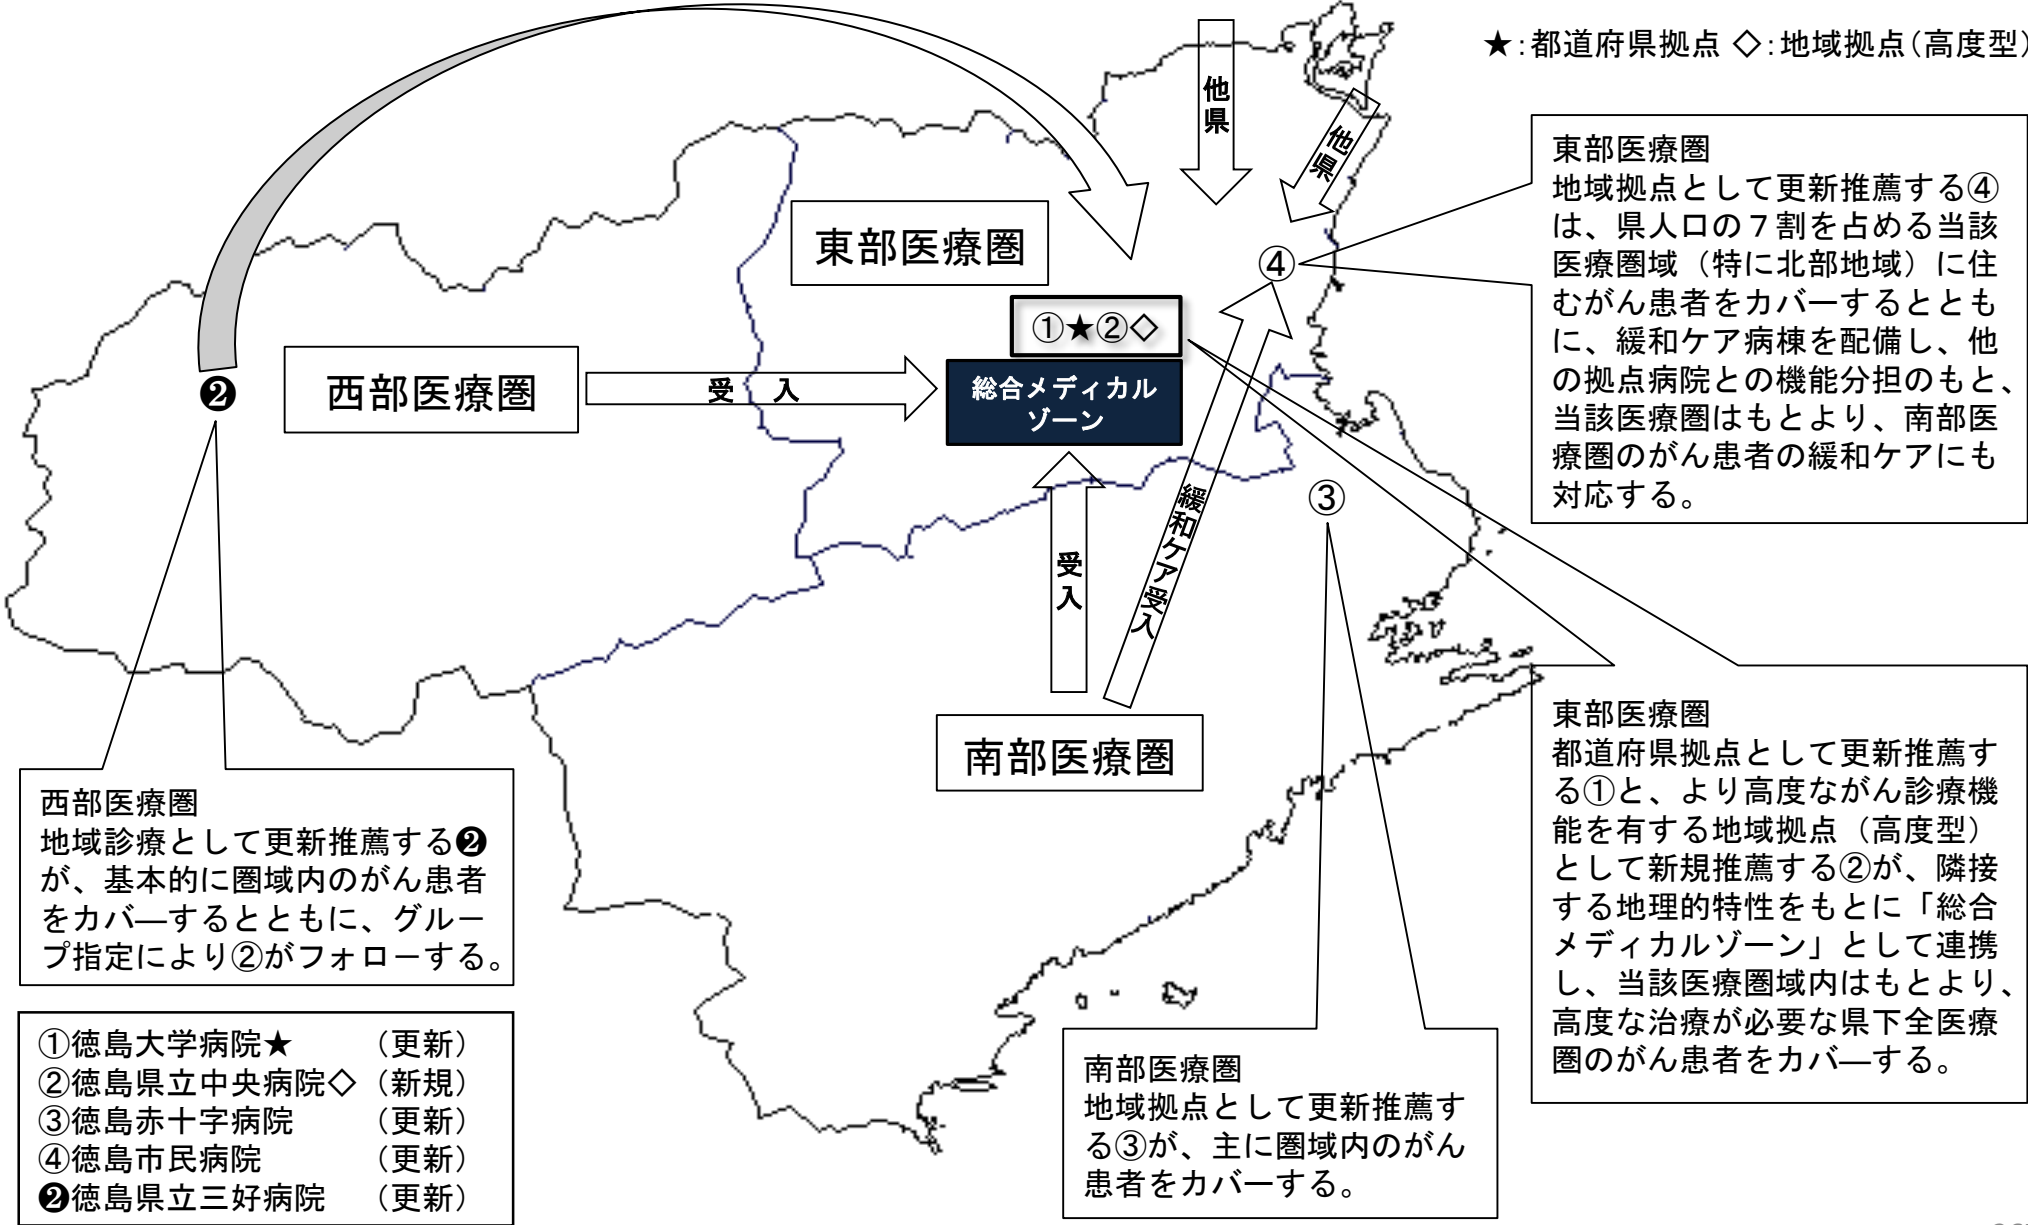 ★：都道府県拠点 ◇：地域拠点（高度型）
他県
他県
東部医療圏
④
①★②◇
総合メディカル
ゾーン
❷
西部医療圏
受　入
③
受入
緩和ケア受入
南部医療圏
東部医療圏
地域拠点として更新推薦する④
は、県人口の７割を占める当該
医療圏域（特に北部地域）に住
むがん患者をカバーするととも
に、緩和ケア病棟を配備し、他
の拠点病院との機能分担のもと、
当該医療圏はもとより、南部医
療圏のがん患者の緩和ケアにも
対応する。
東部医療圏
都道府県拠点として更新推薦す
る①と、より高度ながん診療機
能を有する地域拠点（高度型）
として新規推薦する②が、隣接
する地理的特性をもとに「総合
メディカルゾーン」として連携
し、当該医療圏域内はもとより、
高度な治療が必要な県下全医療
圏のがん患者をカバ―する。
西部医療圏
地域診療として更新推薦する❷
が、基本的に圏域内のがん患者
をカバ―するとともに、グルー
プ指定により②がフォローする。
南部医療圏
地域拠点として更新推薦す
る③が、主に圏域内のがん
患者をカバーする。
①徳島大学病院★　（更新）
②徳島県立中央病院◇（新規）
③徳島赤十字病院　（更新）
④徳島市民病院　（更新）
❷徳島県立三好病院　（更新）